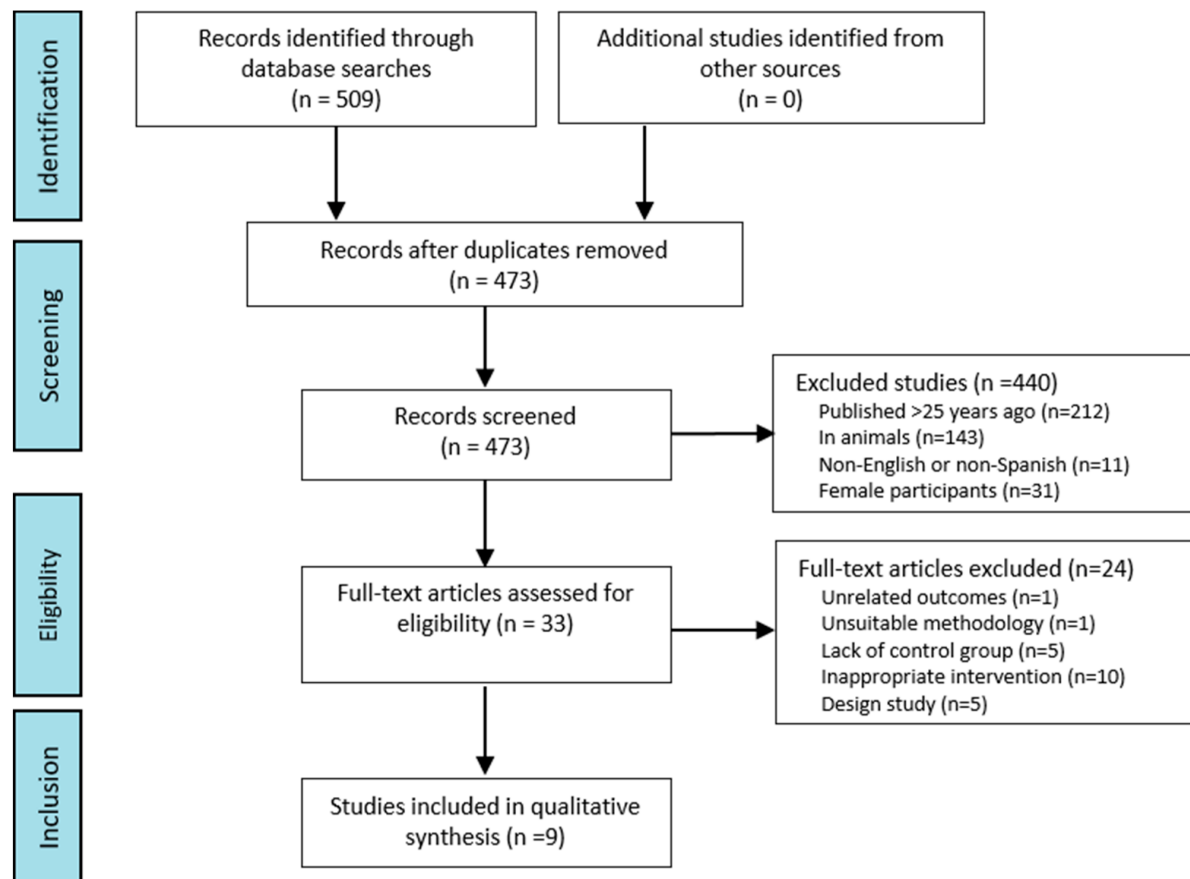 Identification
Records identified through
database searches
(n = 509)
Additional studies identified from
other sources
(n = 0)
Screening
Records after duplicates removed
(n = 473)
Records screened
(n = 473)
Excluded studies (n =440)
Published >25 years ago (n=212)
In animals (n=143)
Non-English or non-Spanish (n=11)
Female participants (n=31)
Eligibility
Full-text articles assessed for
eligibility (n = 33)
Full-text articles excluded (n=24)
Unrelated outcomes (n=1)
Unsuitable methodology (n=1)
Lack of control group (n=5)
Inappropriate intervention (n=10)
Design study (n=5)
Inclusion
Studies included in qualitative
synthesis (n =9)